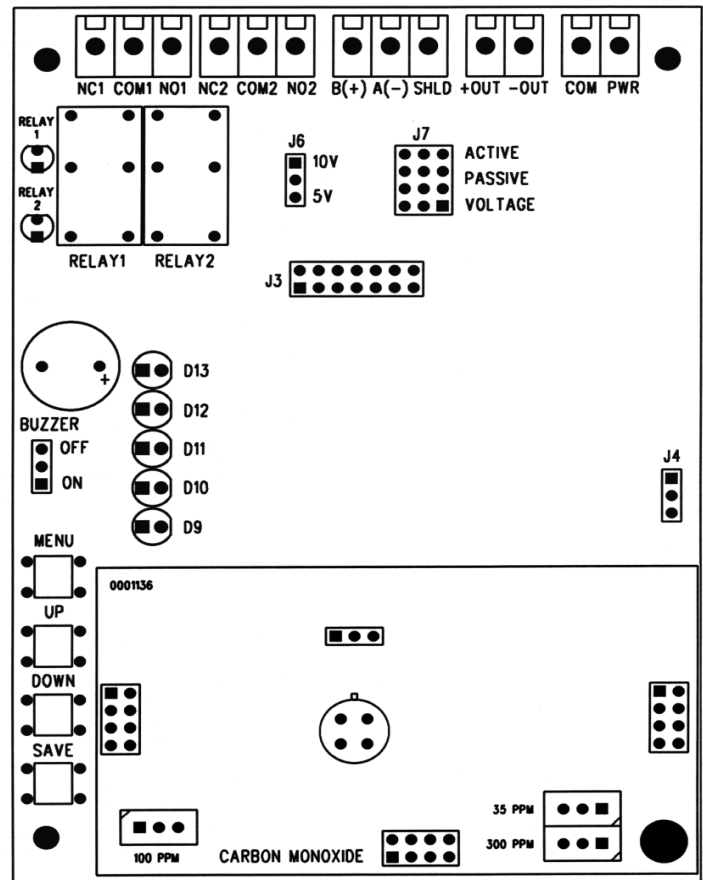 NC1 COM1 NO1 NC2 COM2 NO2 B(+) A(-) SHLD +OUT -OUT COM PWR
RELAY
1
RELAY
2
RELAY1 RELAY2
J6
10V
5V
J7
ACTIVE
PASSIVE
VOLTAGE
J3
+
BUZZER
OFF
ON
D13
D12
D11
D10
D9
J4
MENU
UP
DOWN
SAVE
0001136
100 PPM
CARBON MONOXIDE
35 PPM
300 PPM